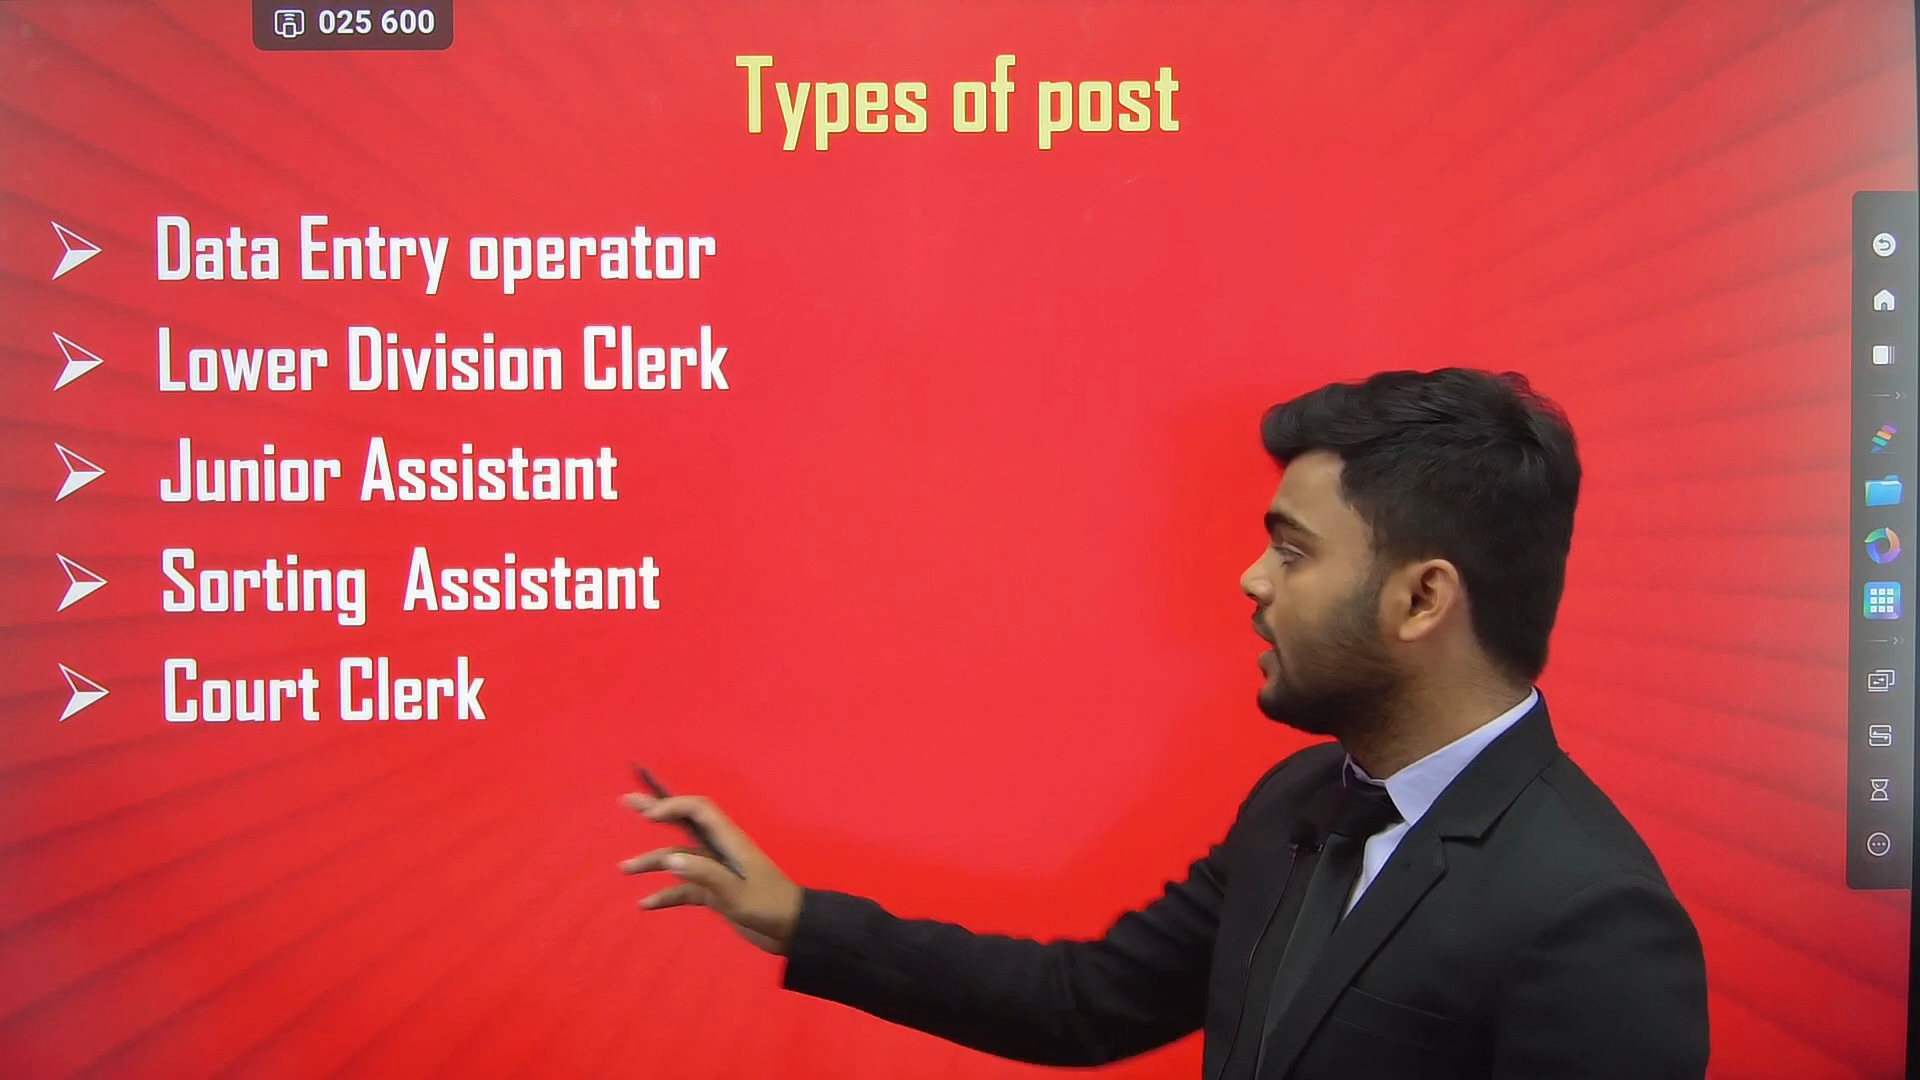 025 600
Types of post
Data Entry operator
Lower Division Clerk
Junior Assistant
Sorting Assistant
Court Clerk